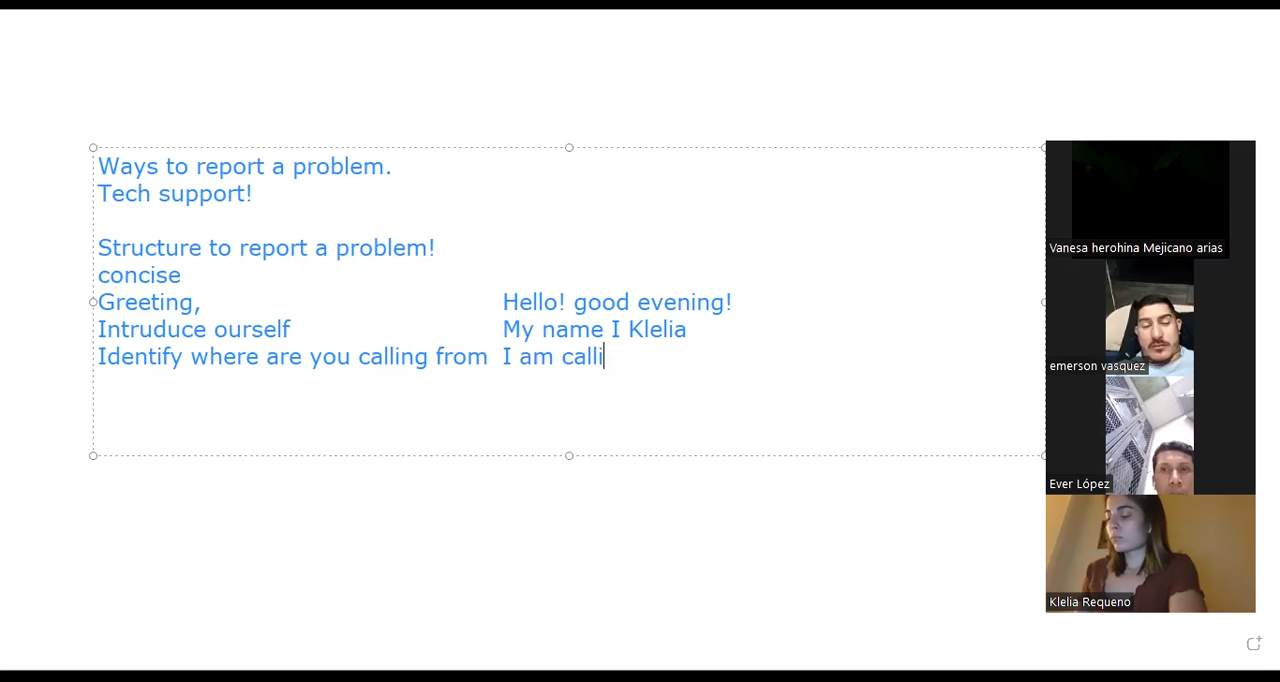 Ways to report a problem.
Tech support!
Structure to report a problem!
concise
Greeting, Hello! good evening!
Intruduce ourself My name I Klelia
Identify where are you calling from I am calli
Vanesa herohina Mejicano arias
emerson vasquez
Ever López
Klelia Requeno